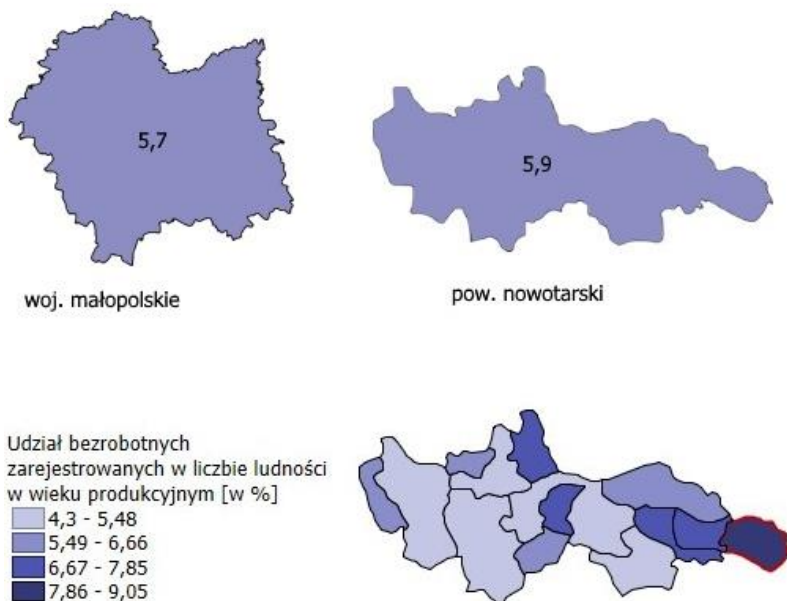 5,7
5,9
woj. małopolskie
pow. nowotarski
Udział bezrobotnych
zarejestrowanych w liczbie ludności
w wieku produkcyjnym [w %]
4,3 - 5,48
5,49 - 6,66
6,67 - 7,85
7,86 - 9,05